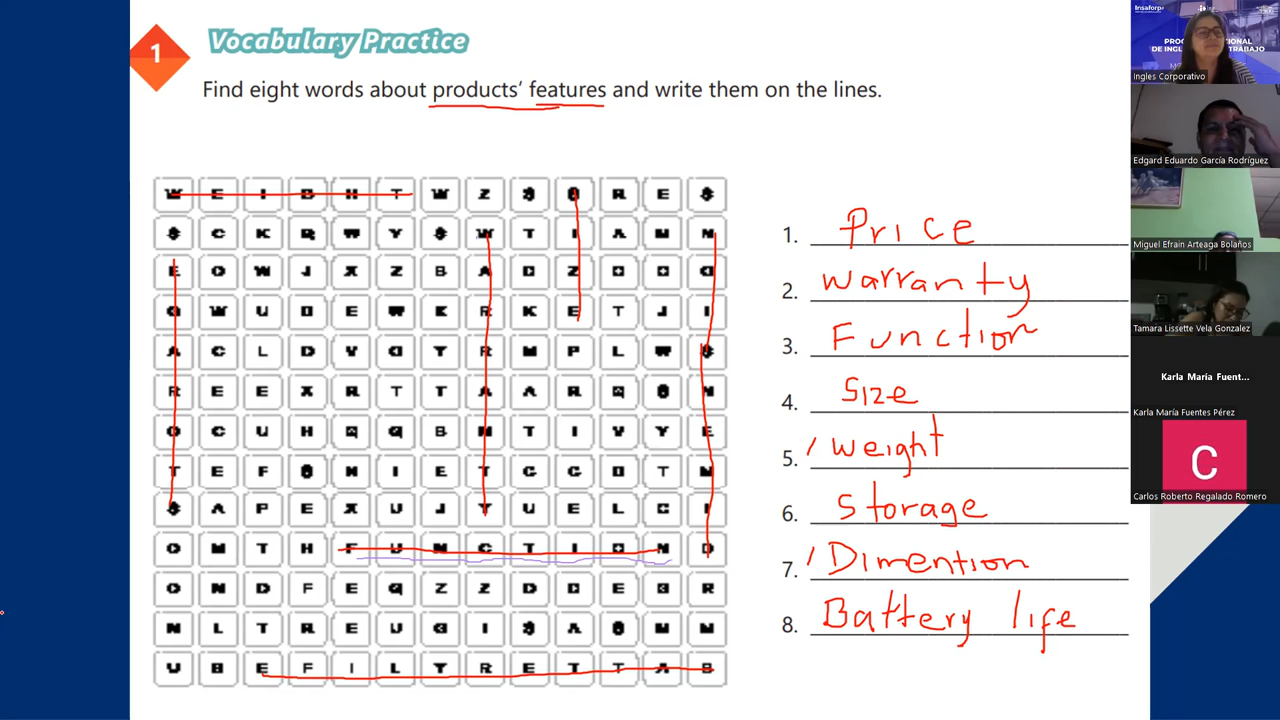 1
Vocabulary Practice
Find eight words about products' features and write them on the lines.
W E I G H T W Z S S R E S
S C K R W Y S W T I A M N
E O W J X Z B A D Z O O O
G W U O E W K R K E T J I
A C L D V D Y R M P L W S
R E E X R T T A A R Q S N
O C U H Q G B N T I V Y E
T E F S N I E T G C O T M
S A P E X U J Y U E L C I
O M T H F U N C T I O N D
O N D F E Q Z Z D D E B R
N L T R E U G I S A S M M
U B E F I L Y R E T T A B
1. Price
2. Warranty
3. Function
4. Size
5. Weight
6. Storage
7. Dimention
8. Battery life
Insaforp
Ingles Corporativo
Edgard Eduardo García Rodríguez
Miguel Efrain Arteaga Bolaños
Tamara Lissette Vela Gonzalez
Karla María Fuent...
Karla María Fuentes Pérez
C
Carlos Roberto Regalado Romero